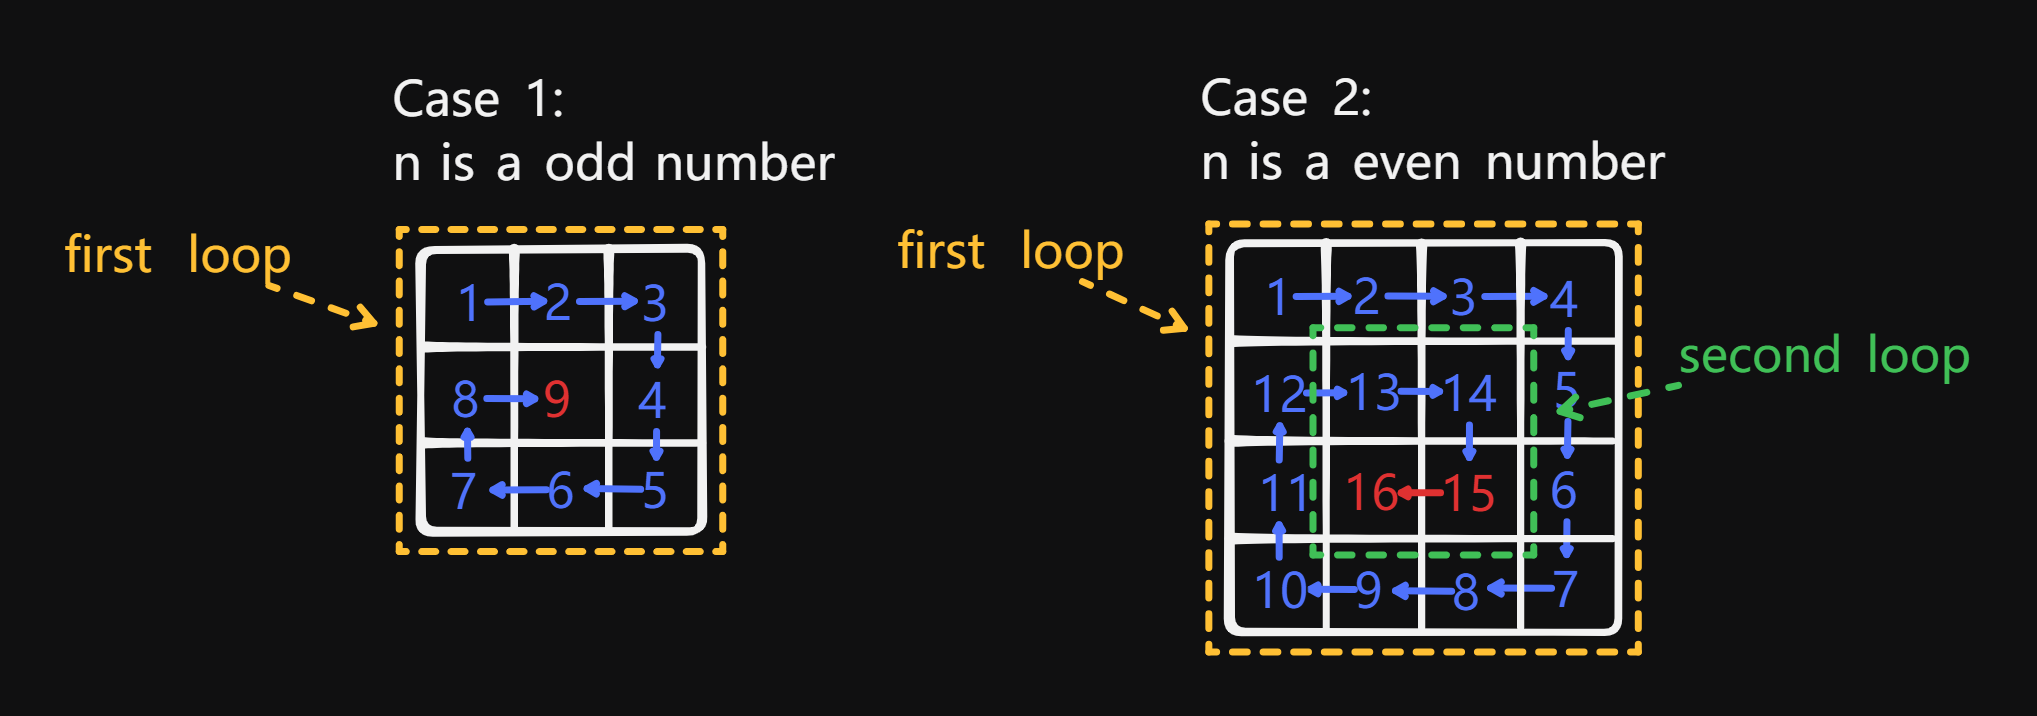 Case 1:
n is a odd number
first loop
1 2 3
8 9 4
7 6 5
Case 2:
n is a even number
first loop
second loop
1 2 3 4
12 13 14 5
11 16 15 6
10 9 8 7